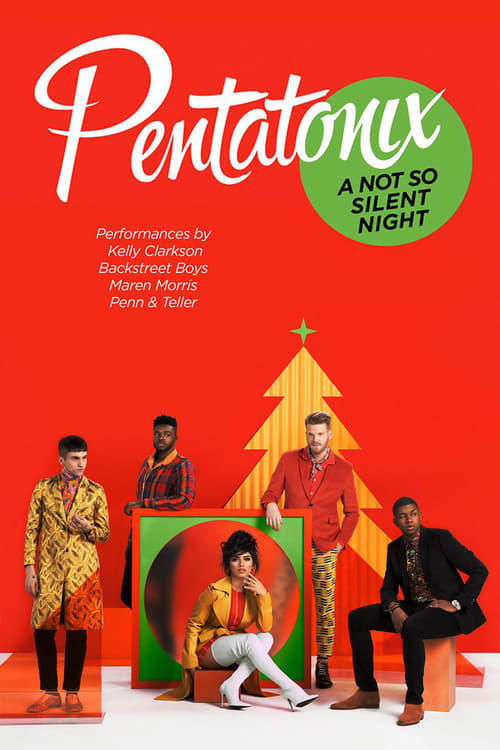 Pentatonix
A NOT SO
SILENT
NIGHT
Performances by
Kelly Clarkson
Backstreet Boys
Maren Morris
Penn & Teller